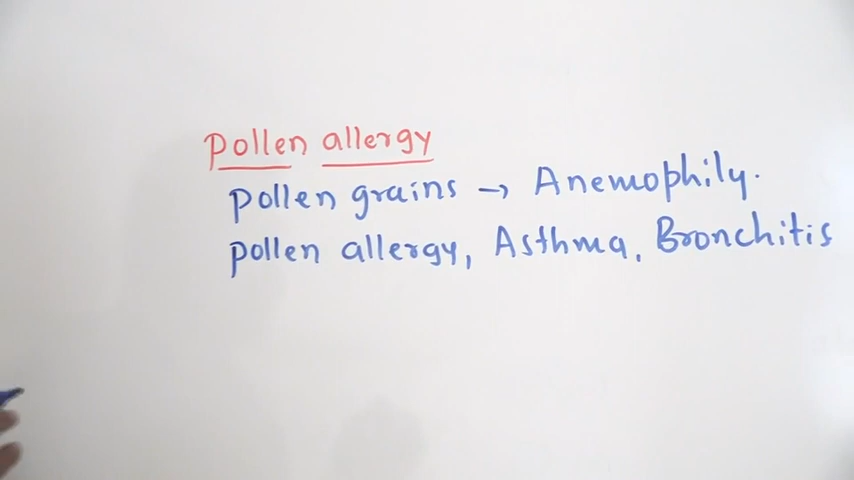 pollen allergy
pollen grains → Anemophily.
pollen allergy, Asthma, Bronchitis